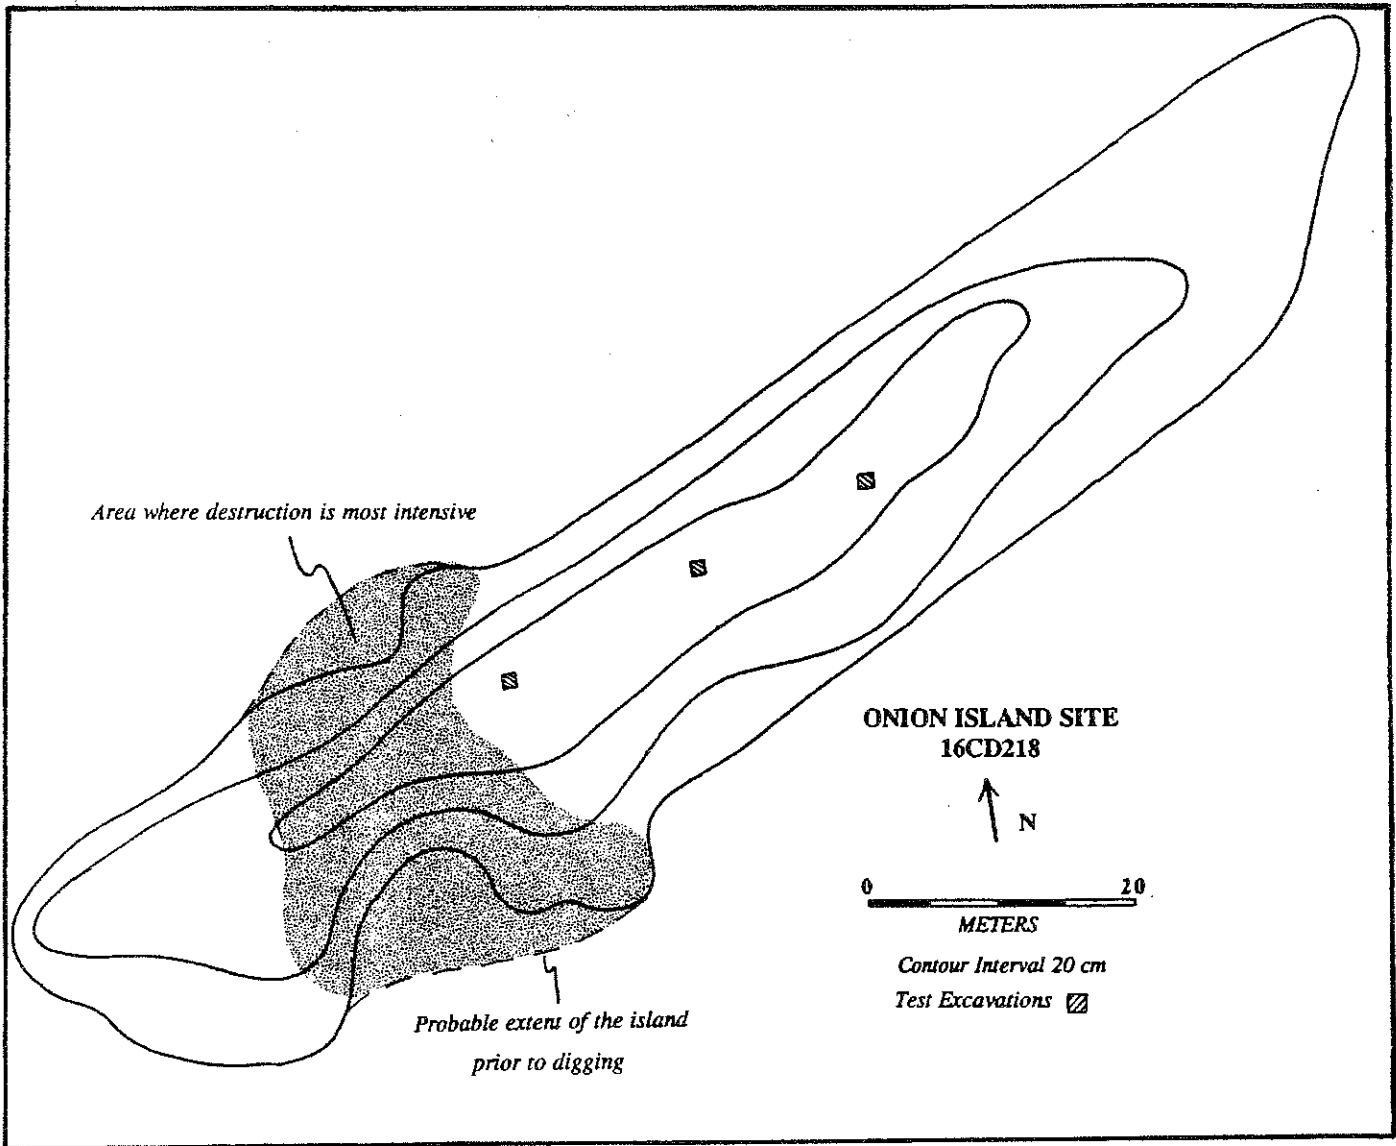 Area where destruction is most intensive
ONION ISLAND SITE
16CD218
N
0 20
METERS
Contour Interval 20 cm
Test Excavations
Probable extent of the island
prior to digging